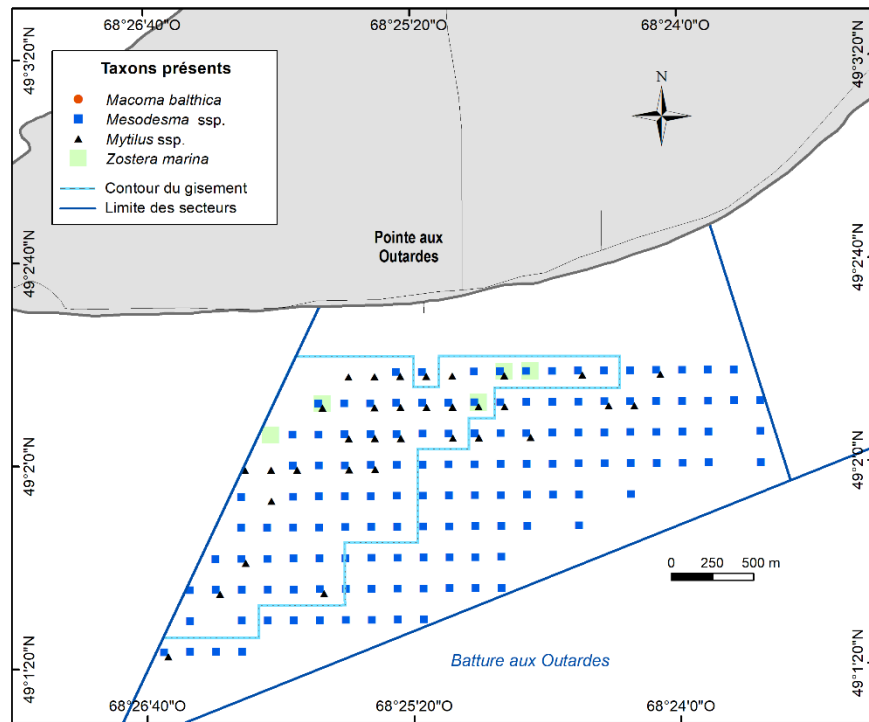 68°26'40"O
68°25'20"O
68°24'0"O
49°3'20"N
49°3'20"N
Taxons présents
Macoma balthica
Mesodesma ssp.
Mytilus ssp.
Zostera marina
Contour du gisement
Limite des secteurs
N
Pointe aux
Outardes
49°2'40"N
49°2'40"N
49°2'0"N
49°2'0"N
0 250 500 m
Batture aux Outardes
49°1'20"N
49°1'20"N
68°26'40"O
68°25'20"O
68°24'0"O